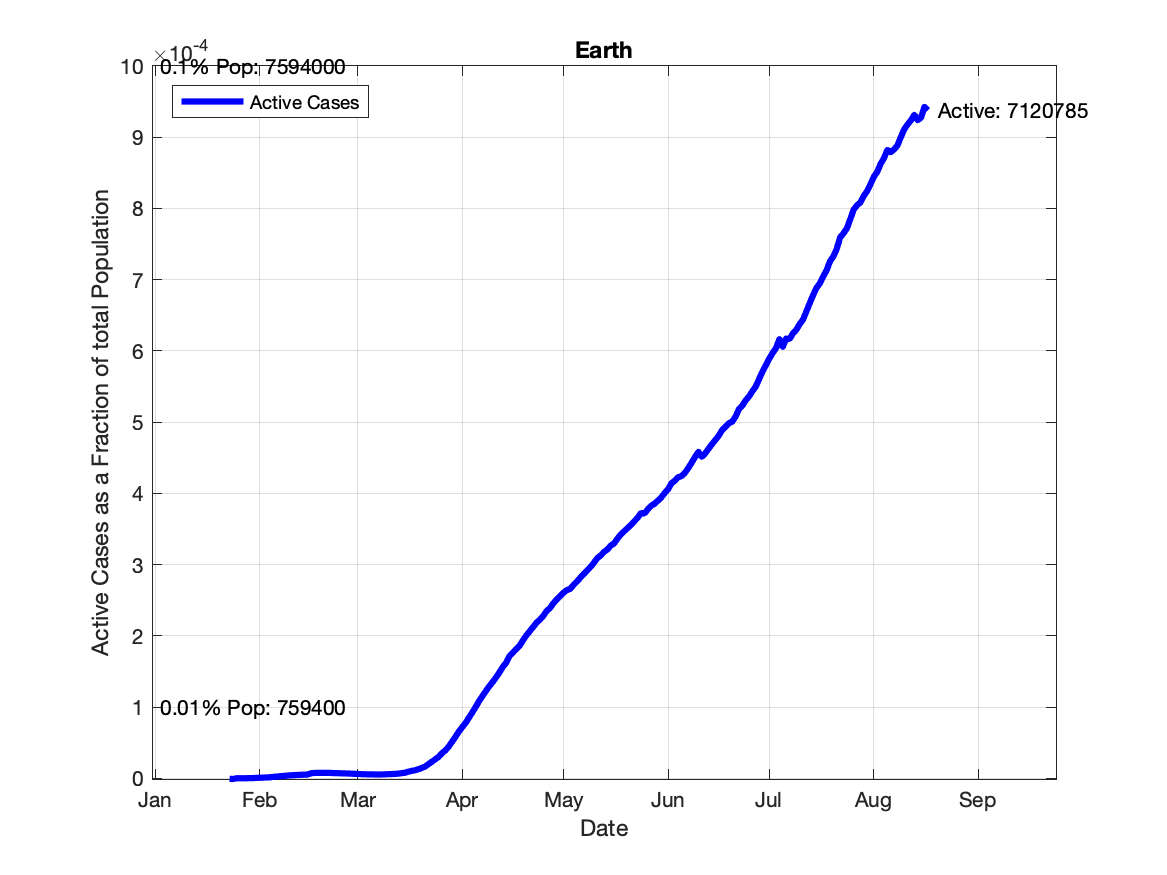 Earth
×10-4
0.1% Pop: 7594000
Active Cases
Active: 7120785
0.01% Pop: 759400
Active Cases as a Fraction of total Population
10
9
8
7
6
5
4
3
2
1
0
Jan Feb Mar Apr May Jun Jul Aug Sep
Date